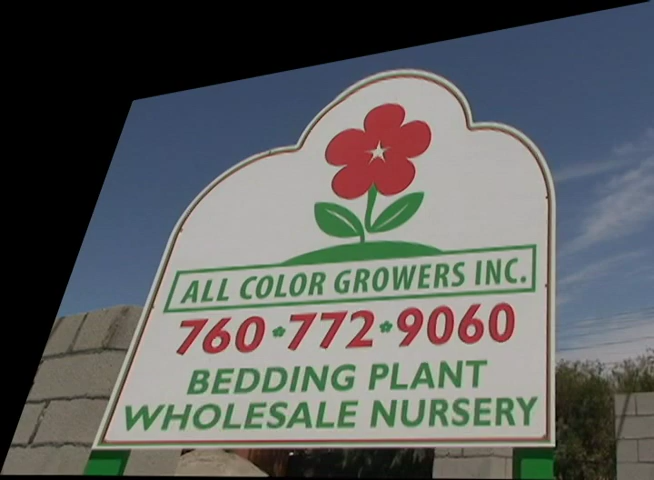 ALL COLOR GROWERS INC.
760•772•9060
BEDDING PLANT
WHOLESALE NURSERY